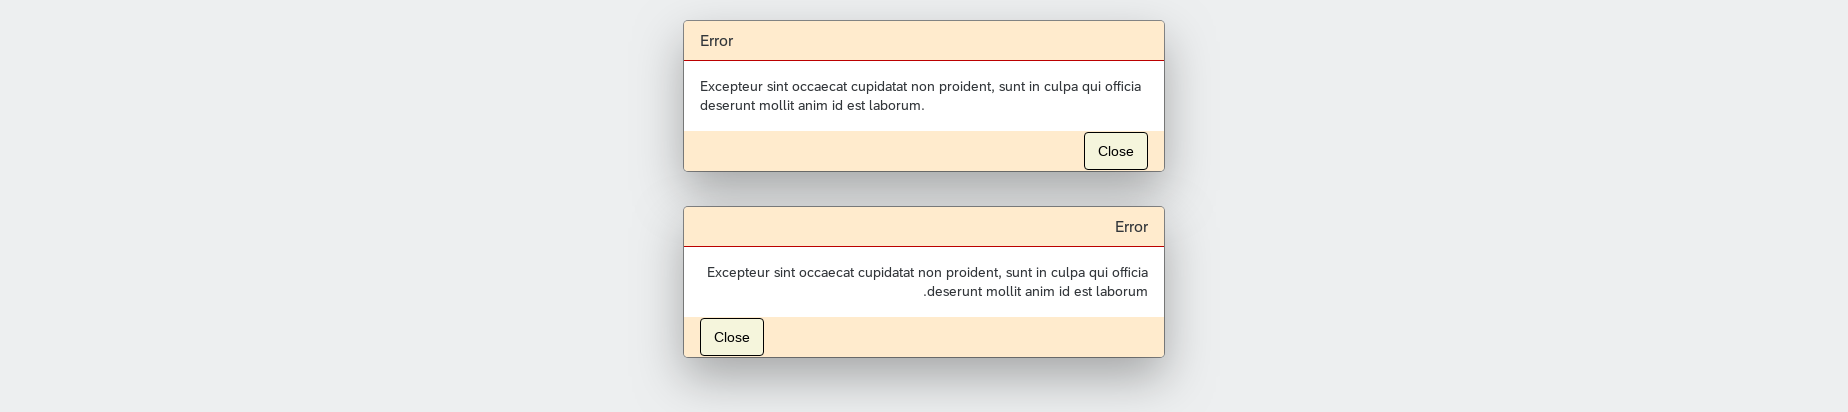 Error
Excepteur sint occaecat cupidatat non proident, sunt in culpa qui officia
deserunt mollit anim id est laborum.
Close
Error
Excepteur sint occaecat cupidatat non proident, sunt in culpa qui officia
.deserunt mollit anim id est laborum
Close